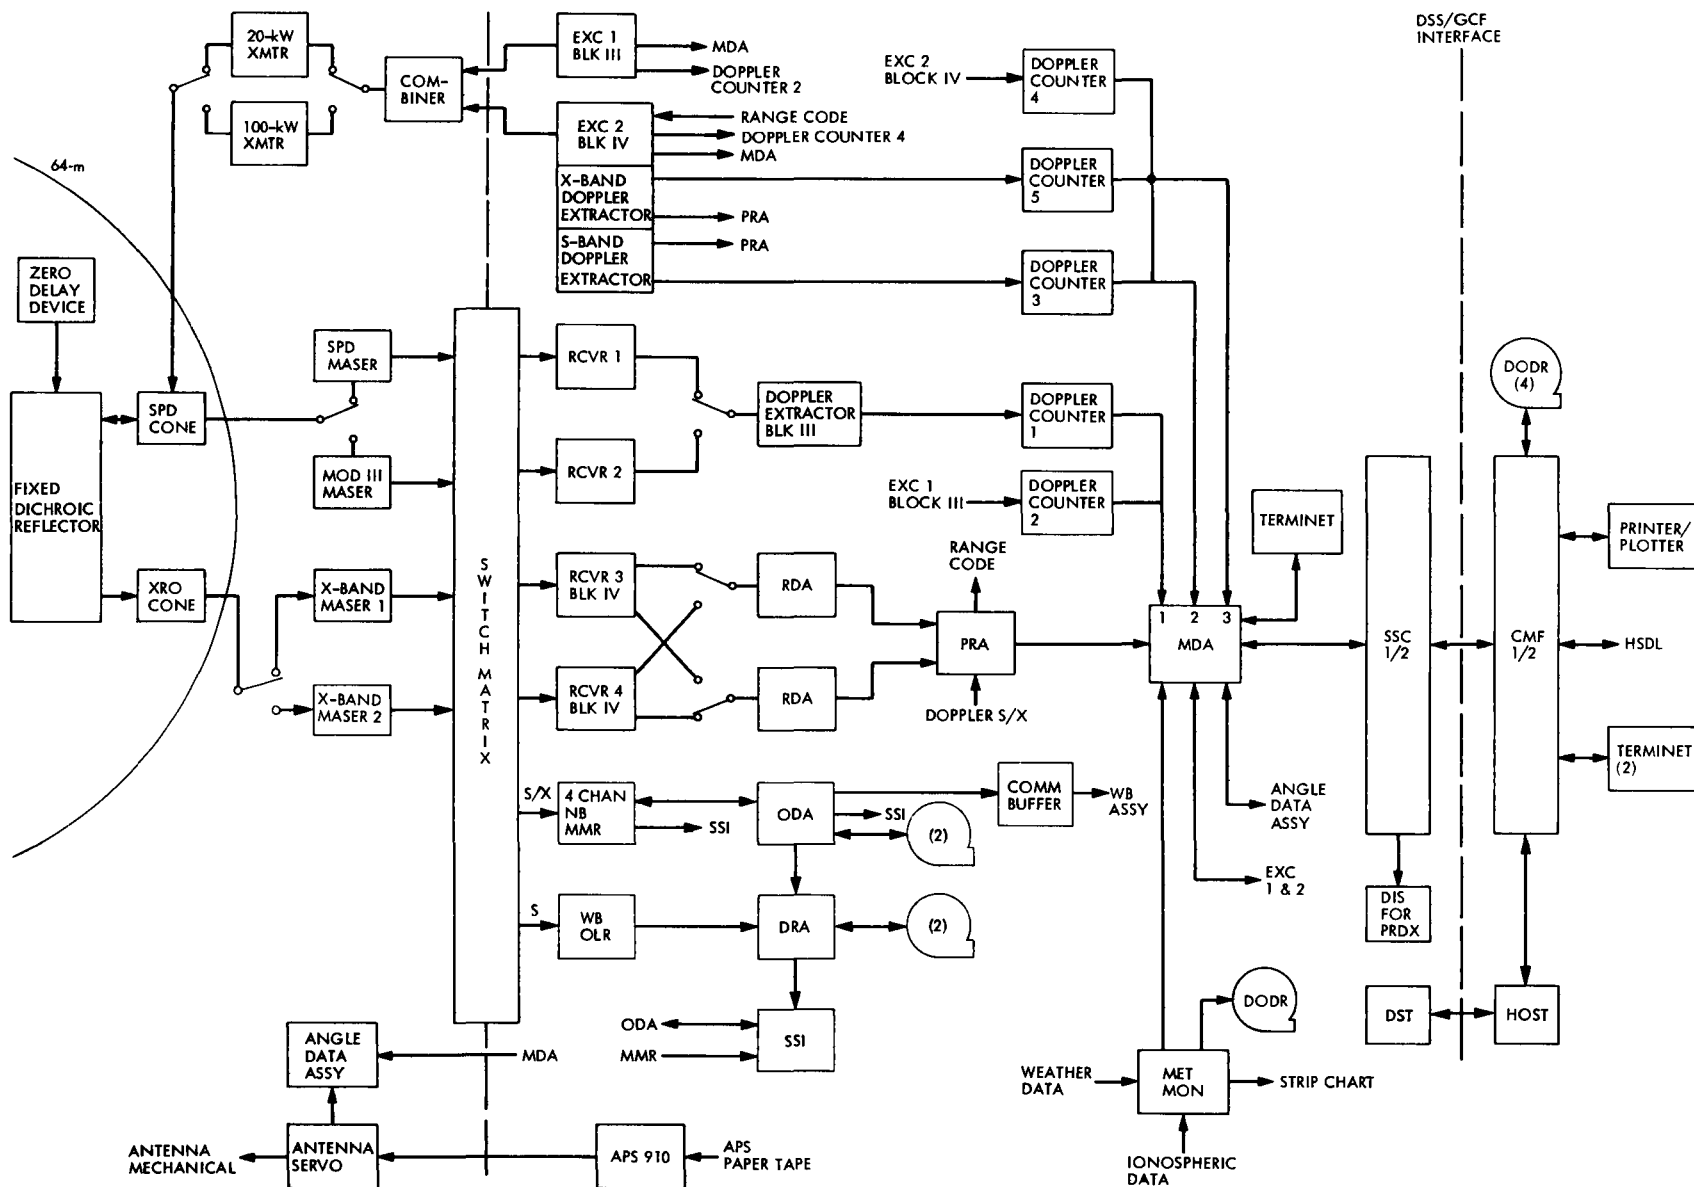 DSS/GCF
INTERFACE
20-kW
XMTR
100-kW
XMTR
COM-
BINER
EXC 1
BLK III
MDA
DOPPLER
COUNTER 2
EXC 2
BLK IV
RANGE CODE
DOPPLER COUNTER 4
MDA
X-BAND
DOPPLER
EXTRACTOR
PRA
S-BAND
DOPPLER
EXTRACTOR
PRA
EXC 2
BLOCK IV
DOPPLER
COUNTER
4
DOPPLER
COUNTER
5
DOPPLER
COUNTER
3
64-m
ZERO
DELAY
DEVICE
FIXED
DICHROIC
REFLECTOR
SPD
CONE
XRO
CONE
SPD
MASER
MOD III
MASER
X-BAND
MASER 1
X-BAND
MASER 2
SWITCH MATRIX
RCVR 1
RCVR 2
DOPPLER
EXTRACTOR
BLK III
DOPPLER
COUNTER
1
EXC 1
BLOCK III
DOPPLER
COUNTER
2
RCVR 3
BLK IV
RCVR 4
BLK IV
RDA
RDA
RANGE
CODE
PRA
DOPPLER S/X
1 2 3
MDA
TERMINET
SSC
1/2
CMF
1/2
DODR
(4)
PRINTER/
PLOTTER
HSDL
TERMINET
(2)
S/X
4 CHAN
NB
MMR
SSI
ODA
SSI
(2)
COMM
BUFFER
WB
ASSY
ANGLE
DATA
ASSY
EXC
1 & 2
S
WB
OLR
DRA
(2)
DIS
FOR
PRDX
DST
HOST
ODA
MMR
SSI
DODR
WEATHER
DATA
MET
MON
STRIP CHART
IONOSPHERIC
DATA
ANGLE
DATA
ASSY
MDA
ANTENNA
MECHANICAL
ANTENNA
SERVO
APS 910
APS
PAPER TAPE